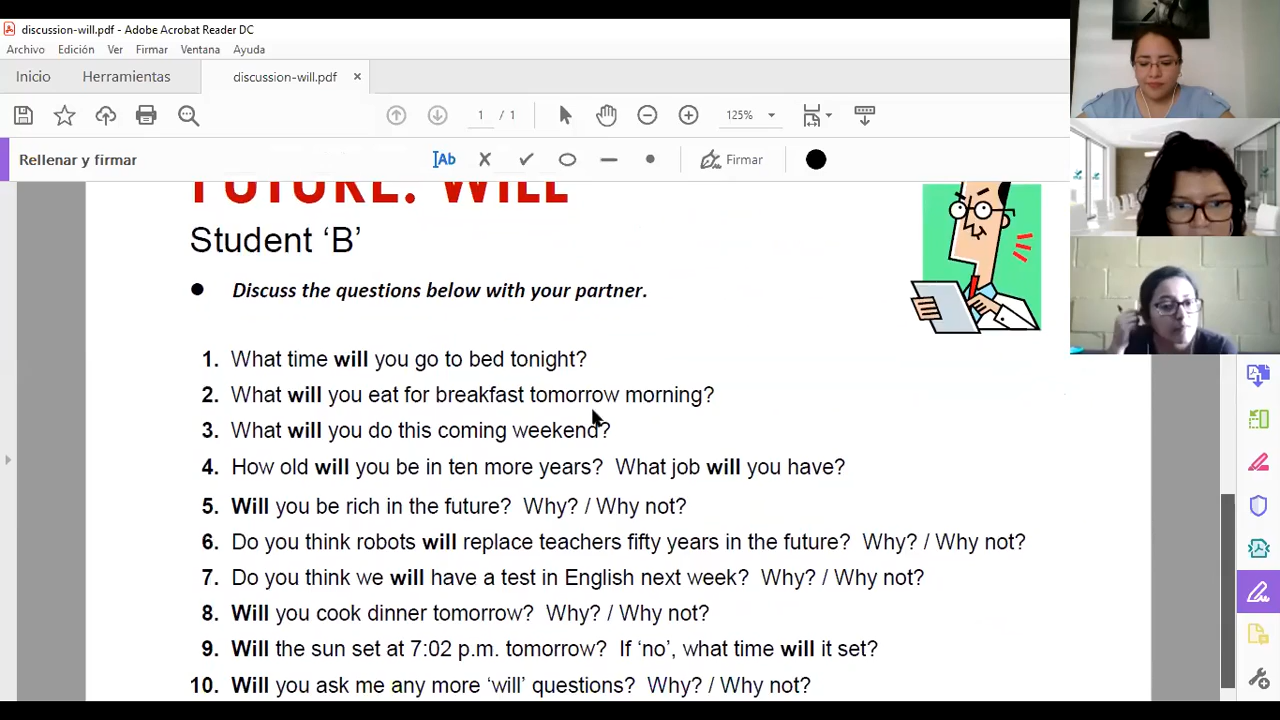 discussion-will.pdf - Adobe Acrobat Reader DC
Archivo Edición Ver Firmar Ventana Ayuda
Inicio Herramientas discussion-will.pdf ×
1 / 1 125%
Rellenar y firmar Ab Firmar
FUTURE: WILL
Student ‘B’
● Discuss the questions below with your partner.
1. What time will you go to bed tonight?
2. What will you eat for breakfast tomorrow morning?
3. What will you do this coming weekend?
4. How old will you be in ten more years? What job will you have?
5. Will you be rich in the future? Why? / Why not?
6. Do you think robots will replace teachers fifty years in the future? Why? / Why not?
7. Do you think we will have a test in English next week? Why? / Why not?
8. Will you cook dinner tomorrow? Why? / Why not?
9. Will the sun set at 7:02 p.m. tomorrow? If ‘no’, what time will it set?
10. Will you ask me any more ‘will’ questions? Why? / Why not?